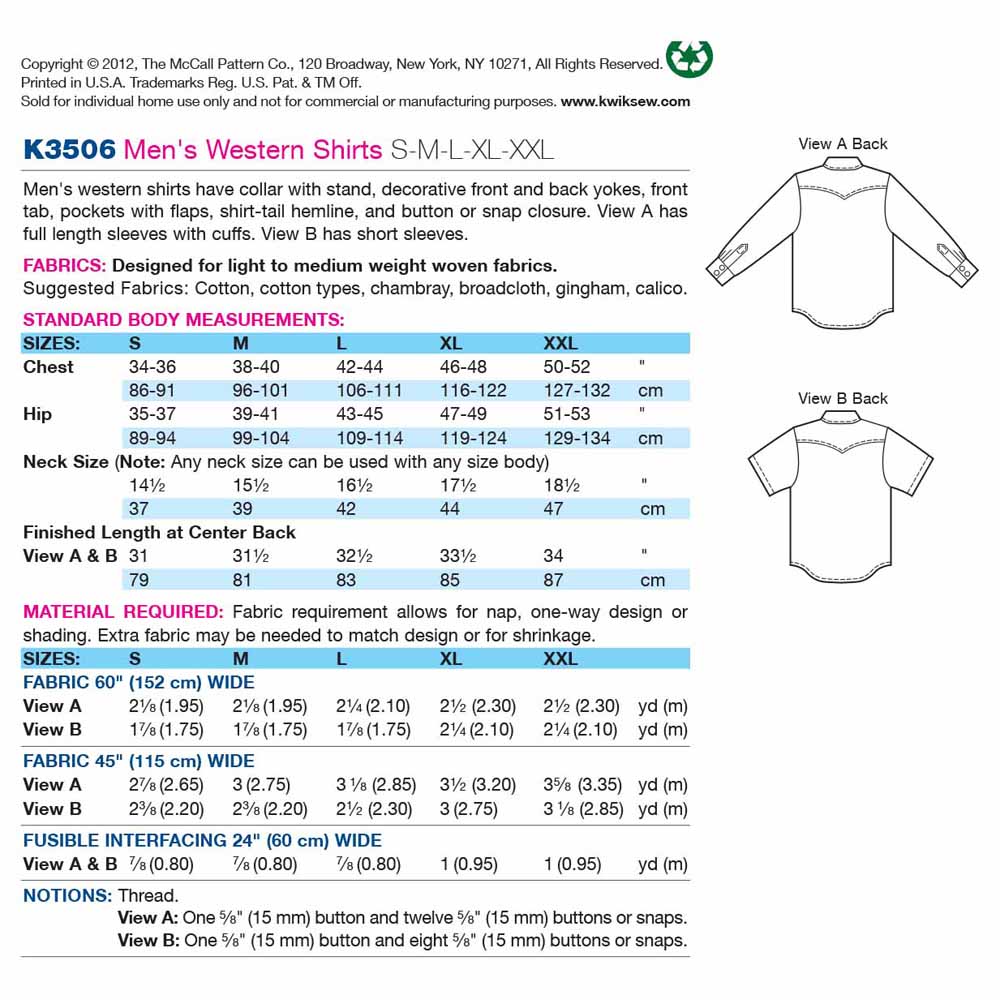 Copyright © 2012, The McCall Pattern Co., 120 Broadway, New York, NY 10271, All Rights Reserved.
Printed in U.S.A. Trademarks Reg. U.S. Pat. & TM Off.
Sold for individual home use only and not for commercial or manufacturing purposes. www.kwiksew.com
K3506 Men's Western Shirts S-M-L-XL-XXL
Men's western shirts have collar with stand, decorative front and back yokes, front
tab, pockets with flaps, shirt-tail hemline, and button or snap closure. View A has
full length sleeves with cuffs. View B has short sleeves.
FABRICS: Designed for light to medium weight woven fabrics.
Suggested Fabrics: Cotton, cotton types, chambray, broadcloth, gingham, calico.
STANDARD BODY MEASUREMENTS:
SIZES: S M L XL XXL
Chest 34-36 38-40 42-44 46-48 50-52 "
86-91 96-101 106-111 116-122 127-132 cm
Hip 35-37 39-41 43-45 47-49 51-53 "
89-94 99-104 109-114 119-124 129-134 cm
Neck Size (Note: Any neck size can be used with any size body)
14½ 15½ 16½ 17½ 18½ "
37 39 42 44 47 cm
Finished Length at Center Back
View A & B 31 31½ 32½ 33½ 34 "
79 81 83 85 87 cm
MATERIAL REQUIRED: Fabric requirement allows for nap, one-way design or
shading. Extra fabric may be needed to match design or for shrinkage.
SIZES: S M L XL XXL
FABRIC 60" (152 cm) WIDE
View A 2⅛ (1.95) 2⅛ (1.95) 2¼ (2.10) 2½ (2.30) 2½ (2.30) yd (m)
View B 1⅞ (1.75) 1⅞ (1.75) 1⅞ (1.75) 2¼ (2.10) 2¼ (2.10) yd (m)
FABRIC 45" (115 cm) WIDE
View A 2⅞ (2.65) 3 (2.75) 3 ⅛ (2.85) 3½ (3.20) 3⅝ (3.35) yd (m)
View B 2⅜ (2.20) 2⅜ (2.20) 2½ (2.30) 3 (2.75) 3 ⅛ (2.85) yd (m)
FUSIBLE INTERFACING 24" (60 cm) WIDE
View A & B ⅞ (0.80) ⅞ (0.80) ⅞ (0.80) 1 (0.95) 1 (0.95) yd (m)
NOTIONS: Thread.
View A: One ⅝" (15 mm) button and twelve ⅝" (15 mm) buttons or snaps.
View B: One ⅝" (15 mm) button and eight ⅝" (15 mm) buttons or snaps.
View A Back
View B Back